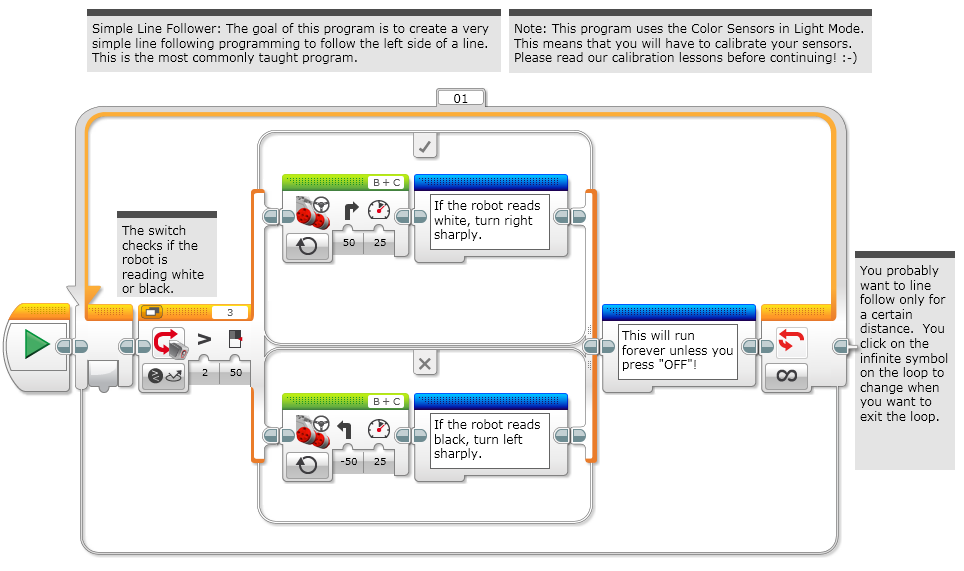 Simple Line Follower: The goal of this program is to create a very
simple line following programming to follow the left side of a line.
This is the most commonly taught program.
Note: This program uses the Color Sensors in Light Mode.
This means that you will have to calibrate your sensors.
Please read our calibration lessons before continuing! :-)
01
B + C
If the robot reads
white, turn right
sharply.
50
25
The switch
checks if the
robot is
reading white
or black.
3
>
2
50
B + C
If the robot reads
black, turn left
sharply.
-50
25
This will run
forever unless you
press "OFF"!
∞
You probably
want to line
follow only for
a certain
distance.  You
click on the
infinite symbol
on the loop to
change when
you want to
exit the loop.